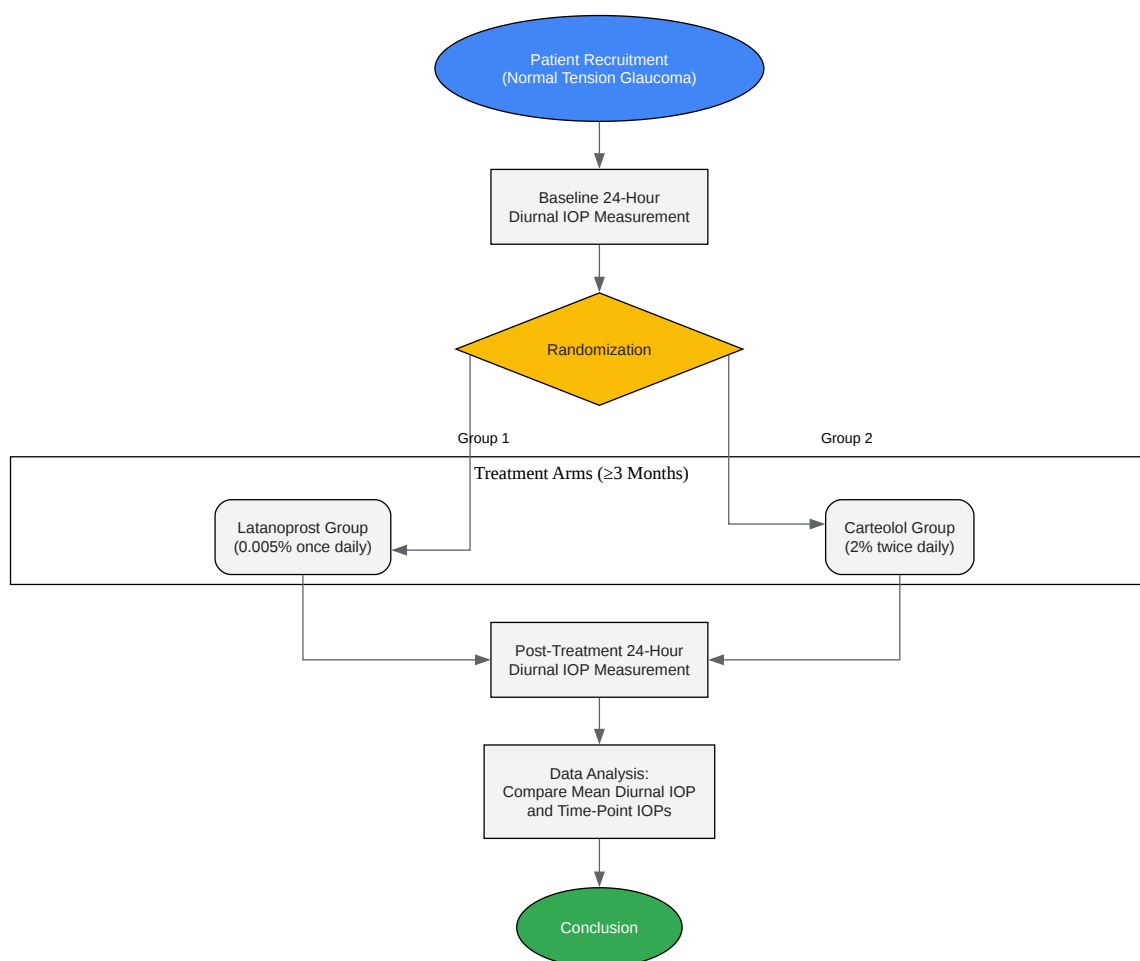 Patient Recruitment
(Normal Tension Glaucoma)
Baseline 24-Hour
Diurnal IOP Measurement
Randomization
Group 1
Group 2
Treatment Arms (≥3 Months)
Latanoprost Group
(0.005% once daily)
Carteolol Group
(2% twice daily)
Post-Treatment 24-Hour
Diurnal IOP Measurement
Data Analysis:
Compare Mean Diurnal IOP
and Time-Point IOPs
Conclusion